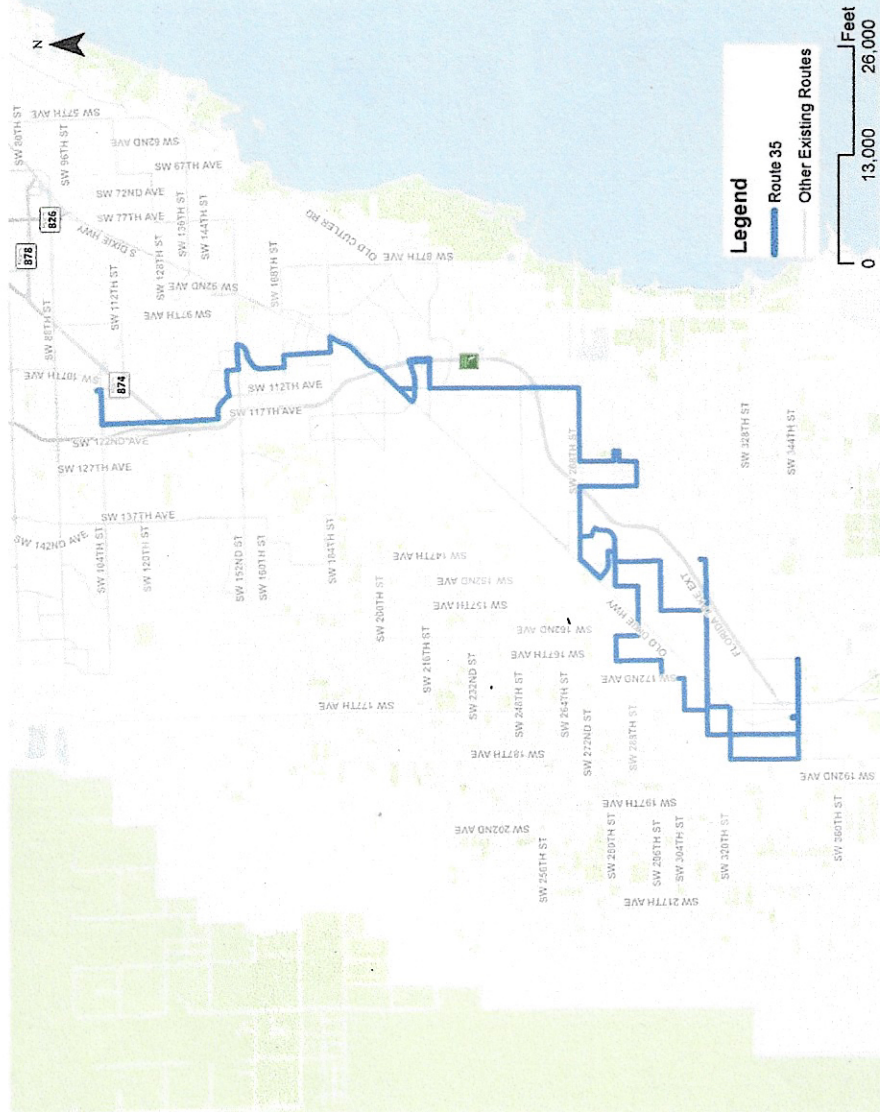 N
SW 80TH ST
SW 57TH AVE
878
826
SW 96TH ST
SW 62ND AVE
SW 88TH ST
S DIXIE HWY
SW 72ND AVE
SW 67TH AVE
SW 77TH AVE
SW 136TH ST
SW 144TH ST
SW 107TH AVE
SW 112TH ST
SW 128TH ST
874
SW 92ND AVE
SW 97TH AVE
SW 168TH ST
OLD CUTLER RD
SW 87TH AVE
SW 122ND AVE
SW 127TH AVE
SW 117TH AVE
SW 112TH AVE
SW 142ND AVE
SW 137TH AVE
SW 104TH ST
SW 120TH ST
SW 152ND ST
SW 160TH ST
SW 184TH ST
SW 147TH AVE
SW 152ND AVE
SW 157TH AVE
SW 200TH ST
SW 162ND AVE
SW 167TH AVE
SW 216TH ST
SW 268TH ST
OLD DIXIE HWY
FLORIDA TPKE EXT
SW 328TH ST
SW 344TH ST
SW 232ND ST
SW 177TH AVE
SW 172ND AVE
SW 248TH ST
SW 264TH ST
SW 187TH AVE
SW 272ND ST
SW 288TH ST
SW 192ND AVE
SW 197TH AVE
SW 202ND AVE
SW 256TH ST
SW 280TH ST
SW 296TH ST
SW 304TH ST
SW 320TH ST
SW 360TH ST
SW 217TH AVE
Legend
Route 35
Other Existing Routes
0 13,000 26,000
Feet